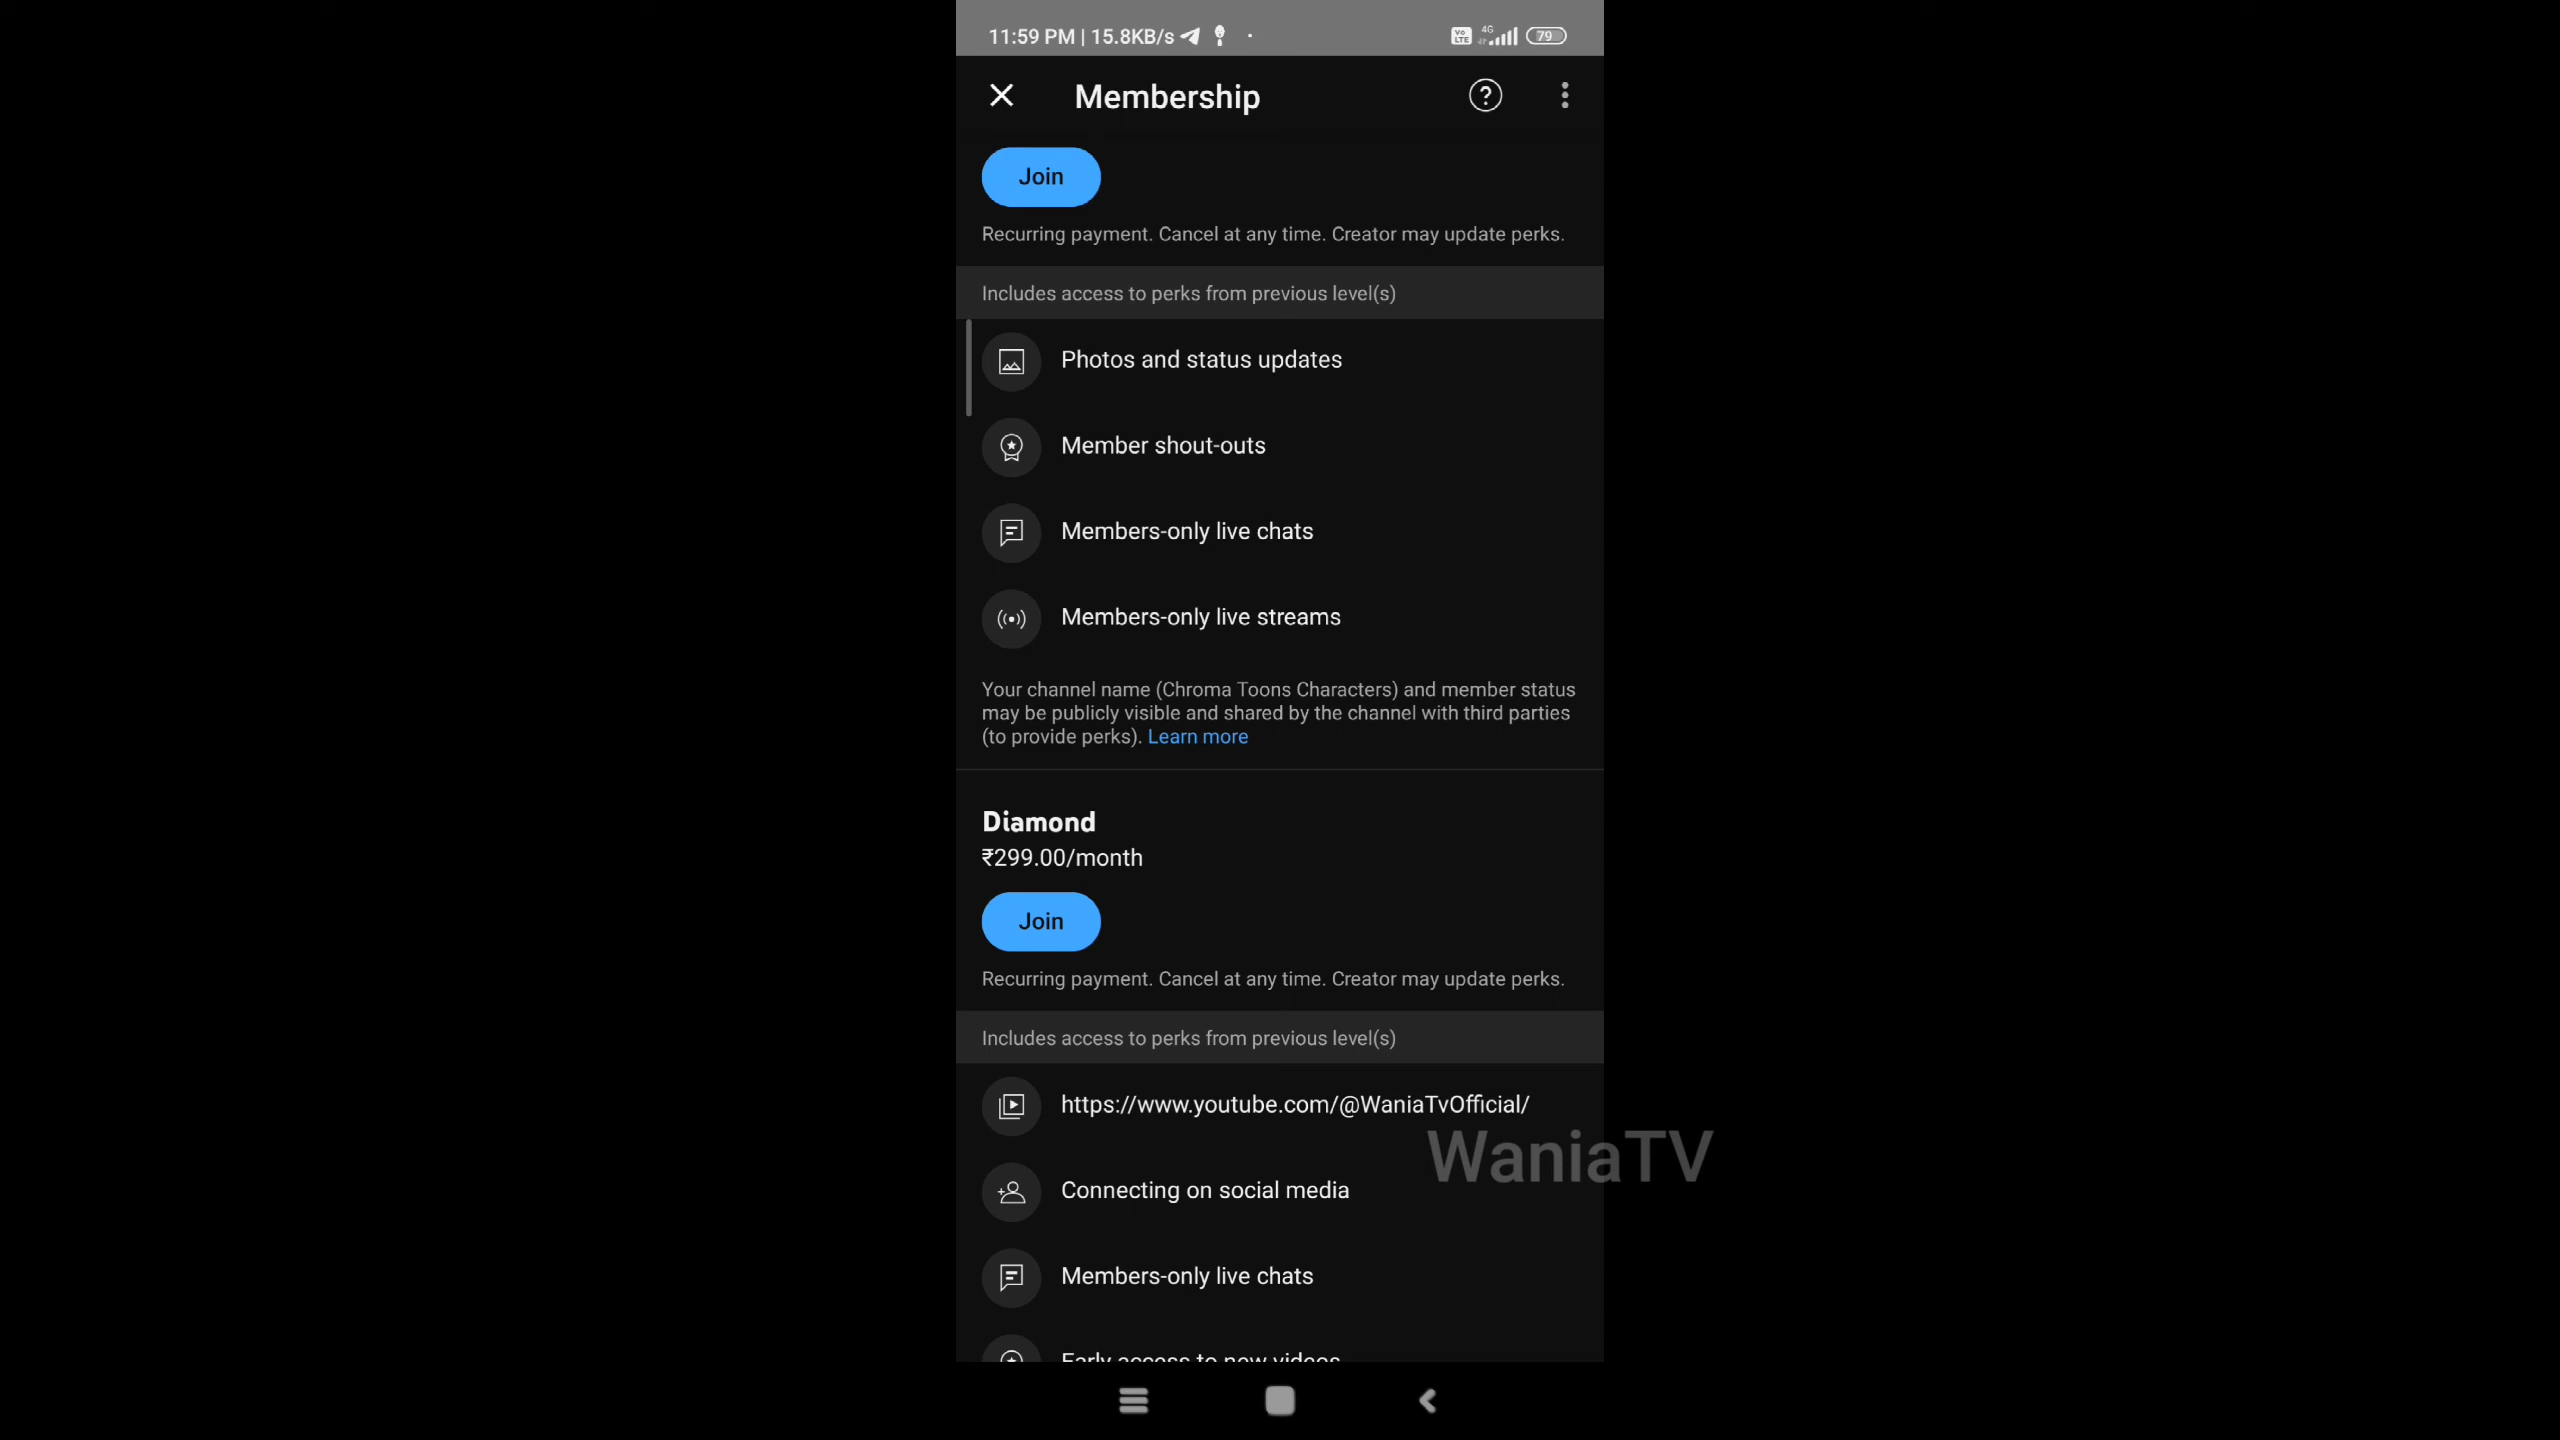 11:59 PM | 15.8KB/s
Vo LTE 4G 79
Membership
Join
Recurring payment. Cancel at any time. Creator may update perks.
Includes access to perks from previous level(s)
Photos and status updates
Member shout-outs
Members-only live chats
Members-only live streams
Your channel name (Chroma Toons Characters) and member status
may be publicly visible and shared by the channel with third parties
(to provide perks). Learn more
Diamond
₹299.00/month
Join
Recurring payment. Cancel at any time. Creator may update perks.
Includes access to perks from previous level(s)
https://www.youtube.com/@WaniaTvOfficial/
WaniaTV
Connecting on social media
Members-only live chats
Early access to new videos